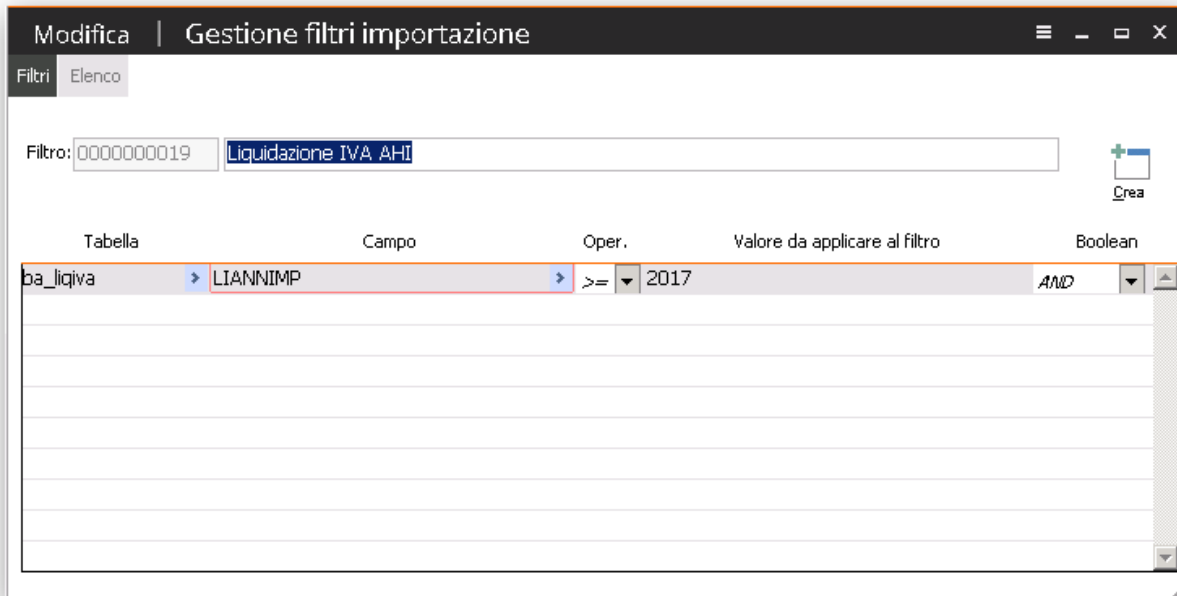 Modifica | Gestione filtri importazione
Filtri Elenco
Filtro: 0000000019 Liquidazione IVA AHI
Crea
Tabella Campo Oper. Valore da applicare al filtro Boolean
ba_liqiva LIANNIMP >= 2017 AND